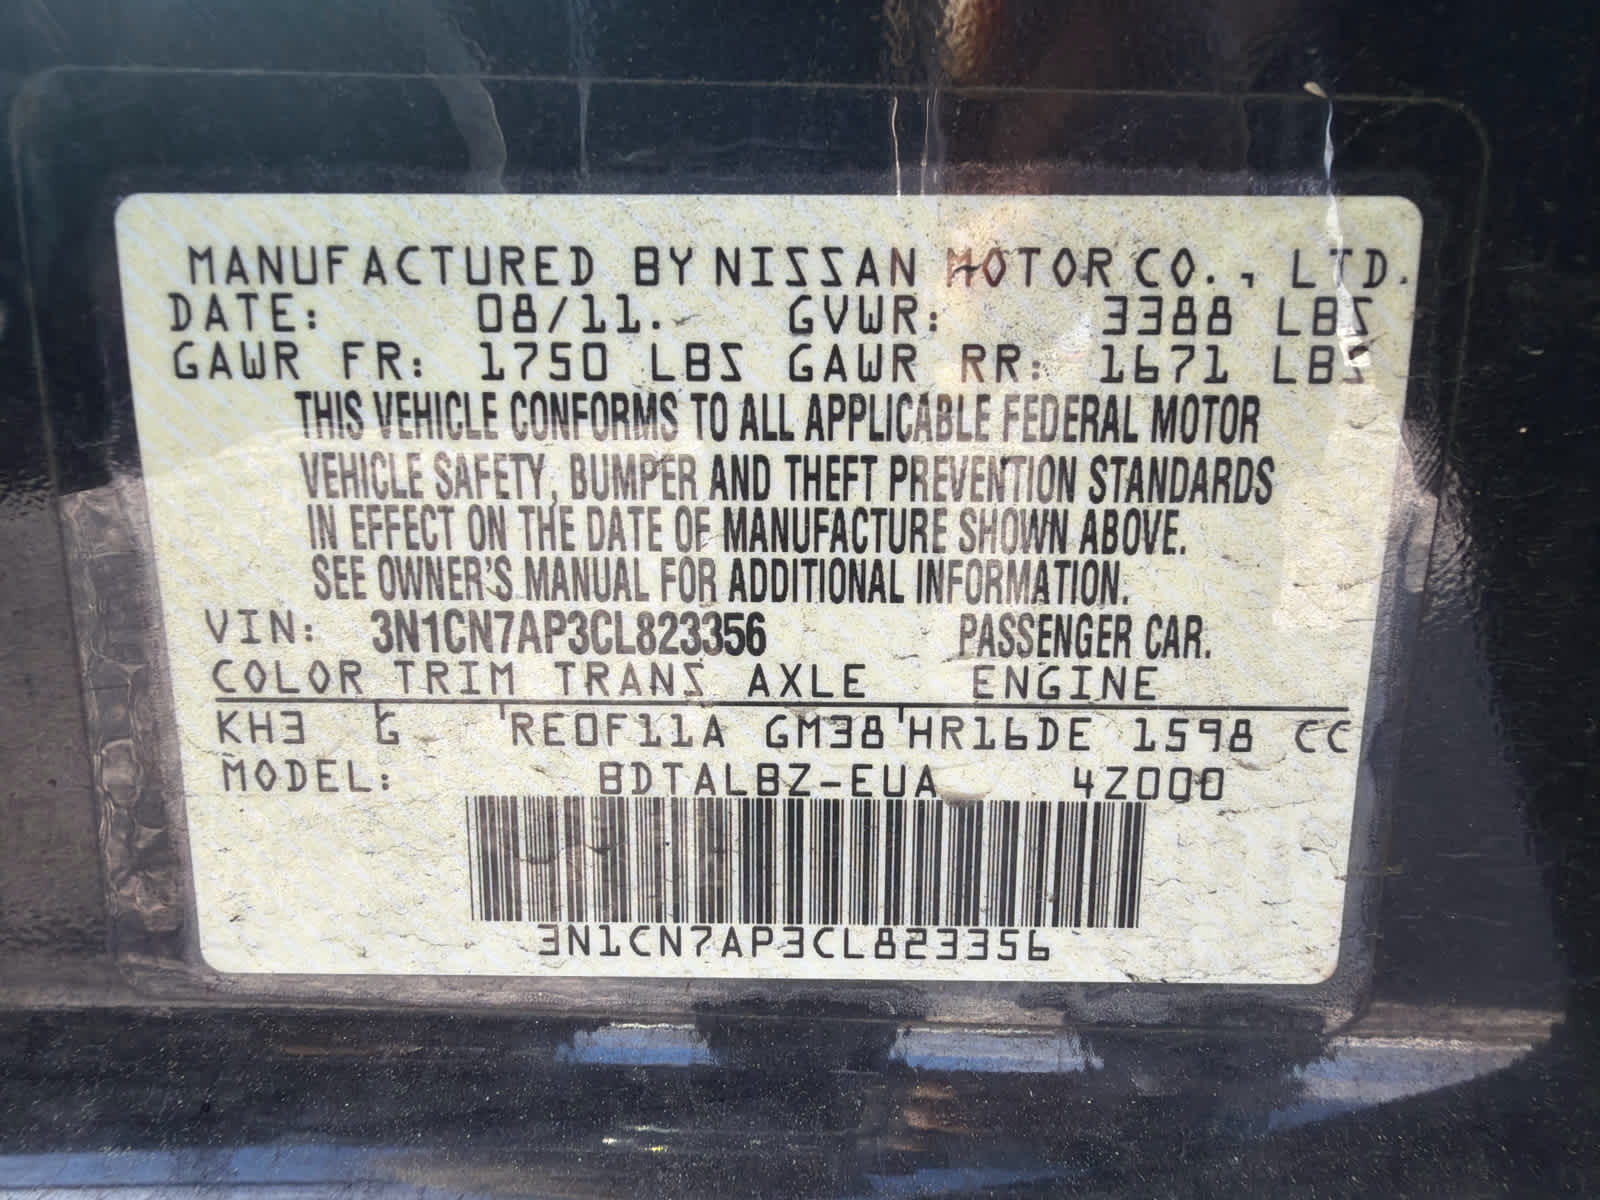 MANUFACTURED BY NISSAN MOTOR CO., LTD.
DATE: 08/11. GVWR: 3388 LBS
GAWR FR: 1750 LBS GAWR RR: 1671 LBS
THIS VEHICLE CONFORMS TO ALL APPLICABLE FEDERAL MOTOR
VEHICLE SAFETY, BUMPER AND THEFT PREVENTION STANDARDS
IN EFFECT ON THE DATE OF MANUFACTURE SHOWN ABOVE.
SEE OWNER'S MANUAL FOR ADDITIONAL INFORMATION.
VIN: 3N1CN7AP3CL823356 PASSENGER CAR.
COLOR TRIM TRANS AXLE ENGINE
KH3 G RE0F11A GM38 HR16DE 1598 CC
MODEL: BDTALBZ-EUA 4Z000
3N1CN7AP3CL823356